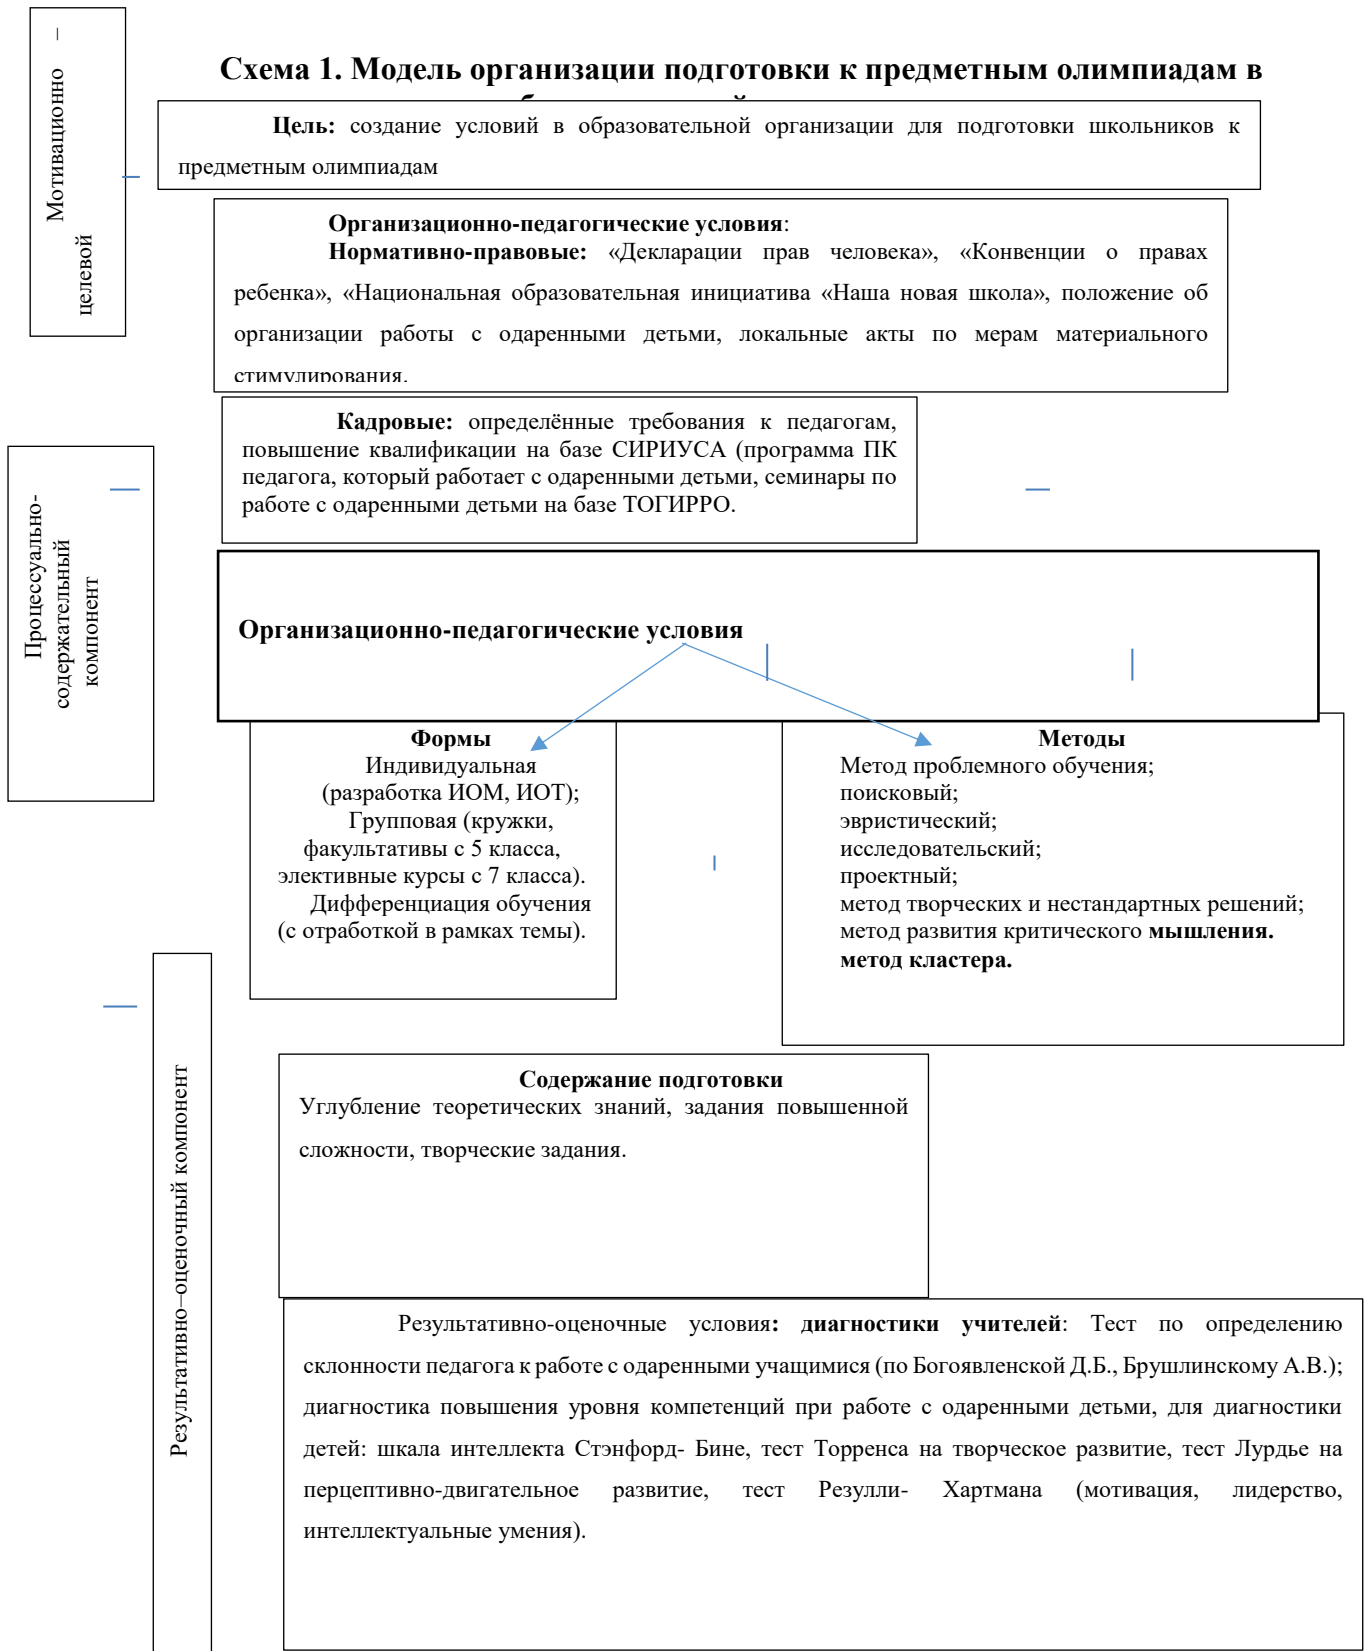 Мотивационно –
целевой
Схема 1. Модель организации подготовки к предметным олимпиадам в
Цель: создание условий в образовательной организации для подготовки школьников к
предметным олимпиадам
Организационно-педагогические условия:
Нормативно-правовые: «Декларации прав человека», «Конвенции о правах
ребенка», «Национальная образовательная инициатива «Наша новая школа», положение об
организации работы с одаренными детьми, локальные акты по мерам материального
стимулирования.
Процессуально-
содержательный
компонент
Кадровые: определённые требования к педагогам,
повышение квалификации на базе СИРИУСА (программа ПК
педагога, который работает с одаренными детьми, семинары по
работе с одаренными детьми на базе ТОГИРРО.
Организационно-педагогические условия
Формы
Индивидуальная
(разработка ИОМ, ИОТ);
Групповая (кружки,
факультативы с 5 класса,
элективные курсы с 7 класса).
Дифференциация обучения
(с отработкой в рамках темы).
Методы
Метод проблемного обучения;
поисковый;
эвристический;
исследовательский;
проектный;
метод творческих и нестандартных решений;
метод развития критического мышления.
метод кластера.
Результативно–оценочный компонент
Содержание подготовки
Углубление теоретических знаний, задания повышенной
сложности, творческие задания.
Результативно-оценочные условия: диагностики учителей: Тест по определению
склонности педагога к работе с одаренными учащимися (по Богоявленской Д.Б., Брушлинскому А.В.);
диагностика повышения уровня компетенций при работе с одаренными детьми, для диагностики
детей: шкала интеллекта Стэнфорд- Бине, тест Торренса на творческое развитие, тест Лурдье на
перцептивно-двигательное развитие, тест Резулли- Хартмана (мотивация, лидерство,
интеллектуальные умения).